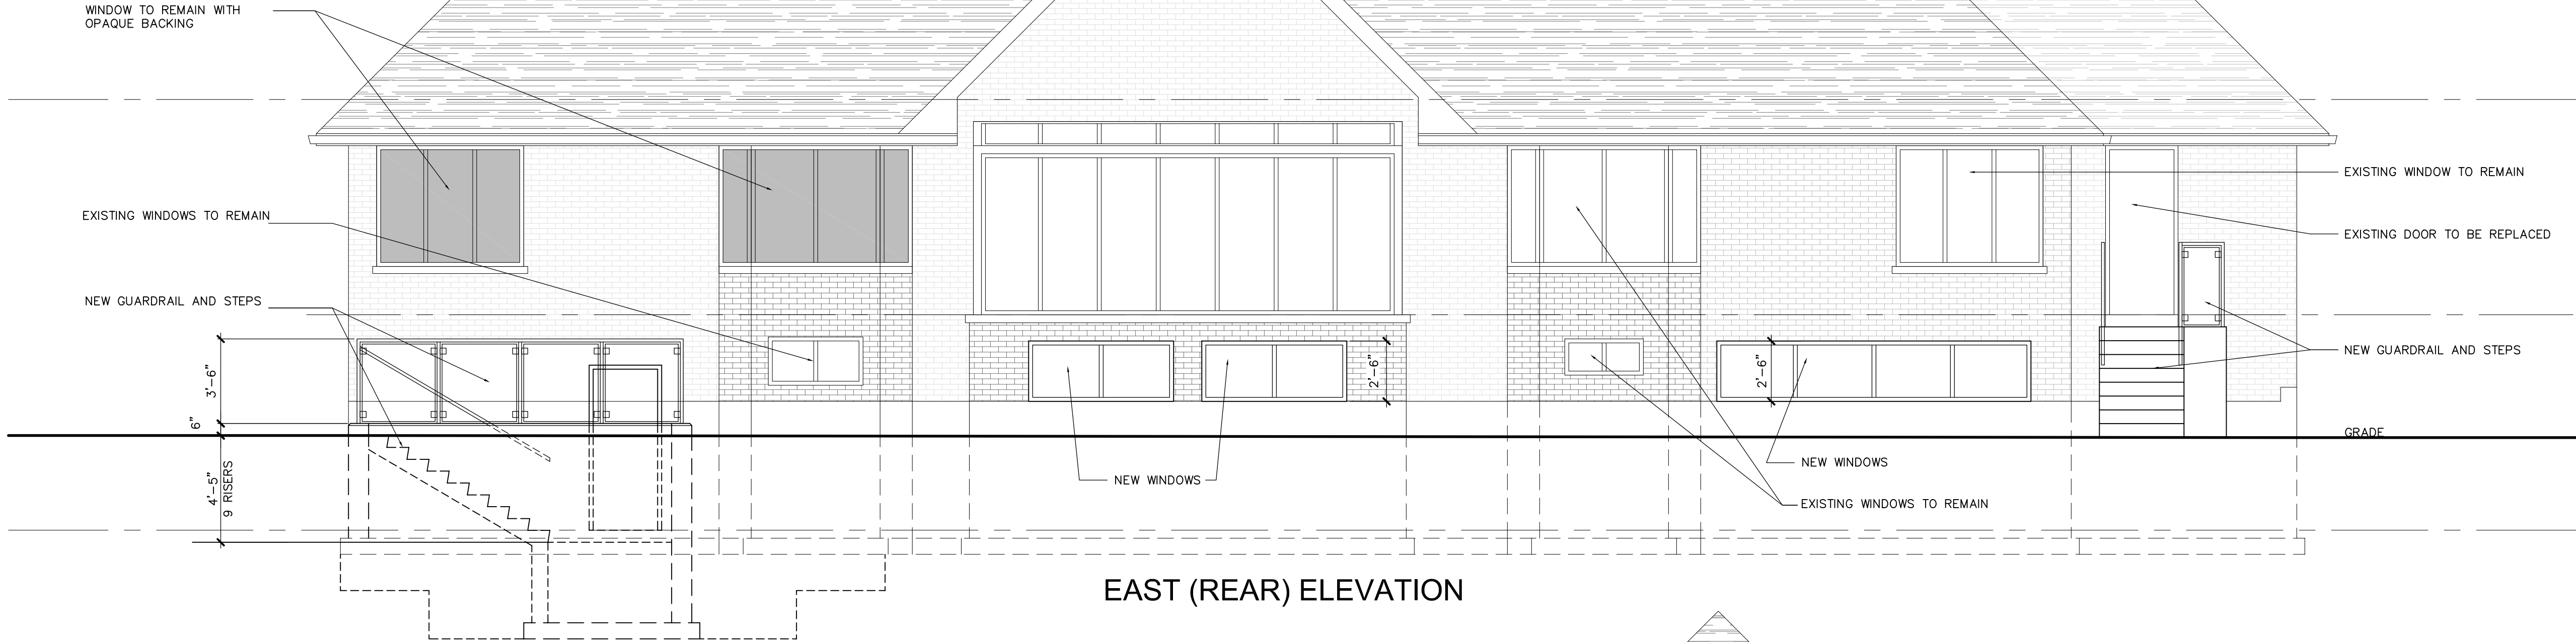 WINDOW TO REMAIN WITH
OPAQUE BACKING
EXISTING WINDOWS TO REMAIN
NEW GUARDRAIL AND STEPS
3'-6"
6"
4'-5"
9 RISERS
2'-6"
2'-6"
NEW WINDOWS
NEW WINDOWS
EXISTING WINDOWS TO REMAIN
EXISTING WINDOW TO REMAIN
EXISTING DOOR TO BE REPLACED
NEW GUARDRAIL AND STEPS
GRADE
EAST (REAR) ELEVATION